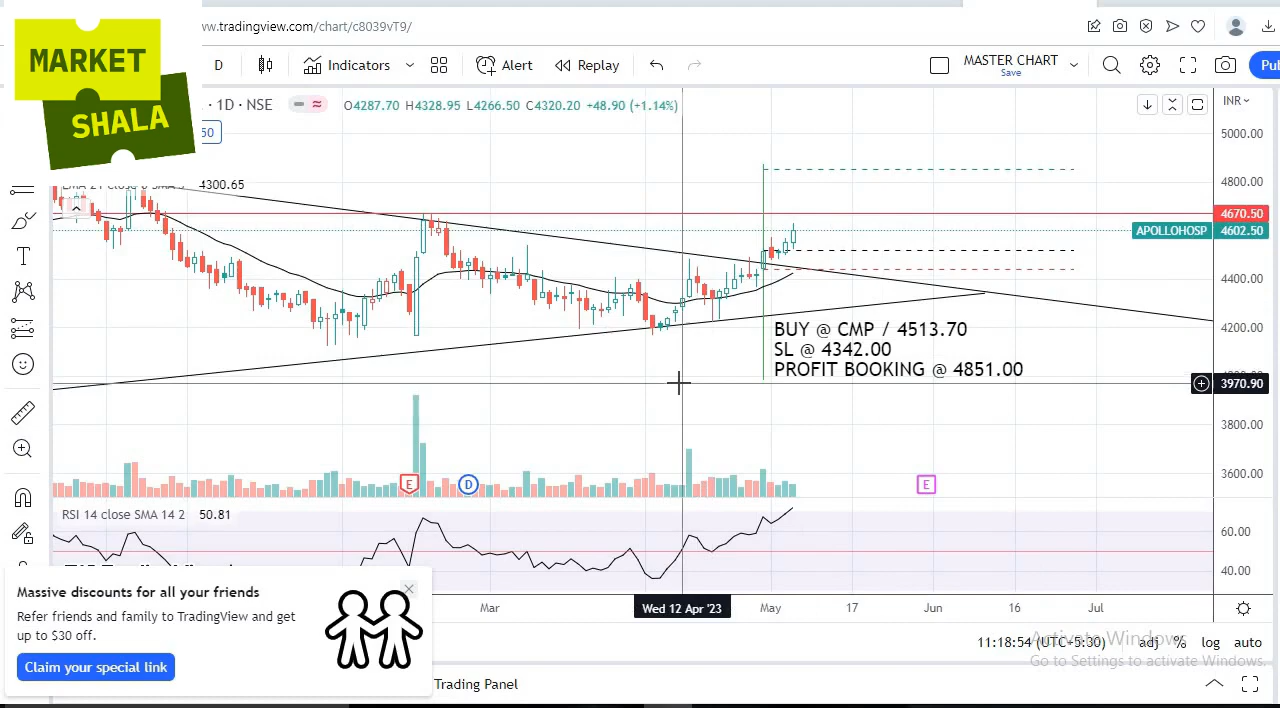 MARKET
SHALA
ww.tradingview.com/chart/c8039vT9/
D
Indicators
Alert
Replay
MASTER CHART
Save
Pu
· 1D · NSE
O4287.70 H4328.95 L4266.50 C4320.20 +48.90 (+1.14%)
INR
50
4300.65
5000.00
4800.00
4670.50
APOLLOHOSP 4602.50
4400.00
4200.00
BUY @ CMP / 4513.70
SL @ 4342.00
PROFIT BOOKING @ 4851.00
3970.90
3800.00
3600.00
E
D
E
RSI 14 close SMA 14 2 50.81
60.00
40.00
Massive discounts for all your friends
Refer friends and family to TradingView and get
up to $30 off.
Claim your special link
Mar
Wed 12 Apr '23
May
17
Jun
16
Jul
11:18:54 (UTC+5:30)
adj
%
log
auto
Activate Windows
Go to Settings to activate Windows.
Trading Panel